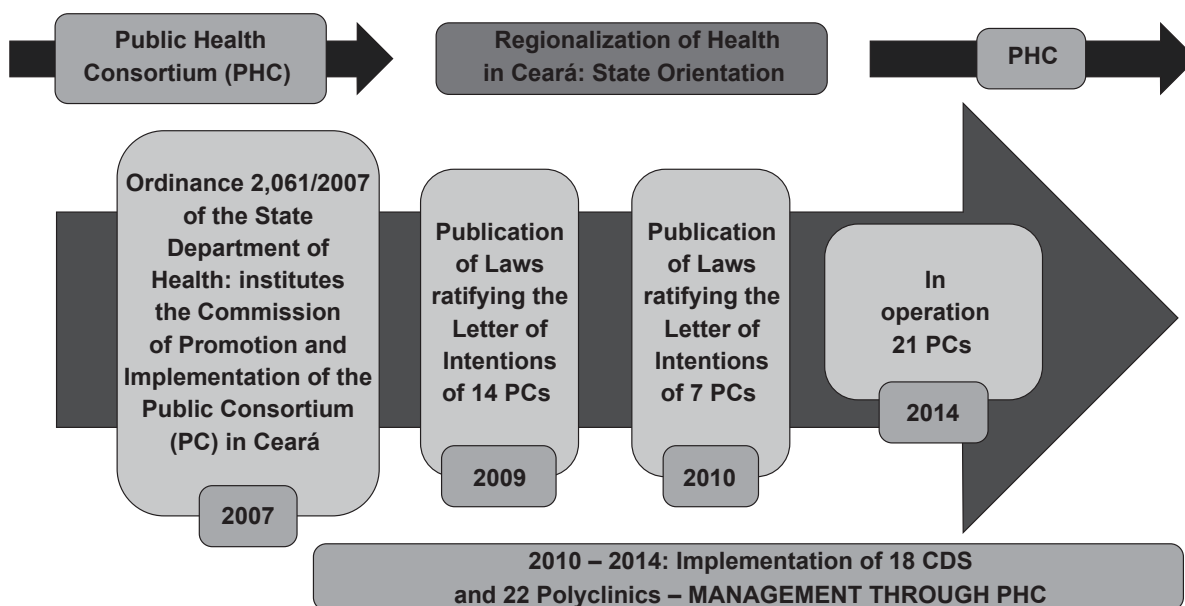 Public Health
Consortium (PHC)
Regionalization of Health
in Ceará: State Orientation
PHC
Ordinance 2,061/2007
of the State
Department of
Health: institutes
the Commission
of Promotion and
Implementation of the
Public Consortium
(PC) in Ceará
2007
Publication
of Laws
ratifying the
Letter of
Intentions
of 14 PCs
2009
Publication
of Laws
ratifying the
Letter of
Intentions
of 7 PCs
2010
In
operation
21 PCs
2014
2010 – 2014: Implementation of 18 CDS
and 22 Polyclinics – MANAGEMENT THROUGH PHC